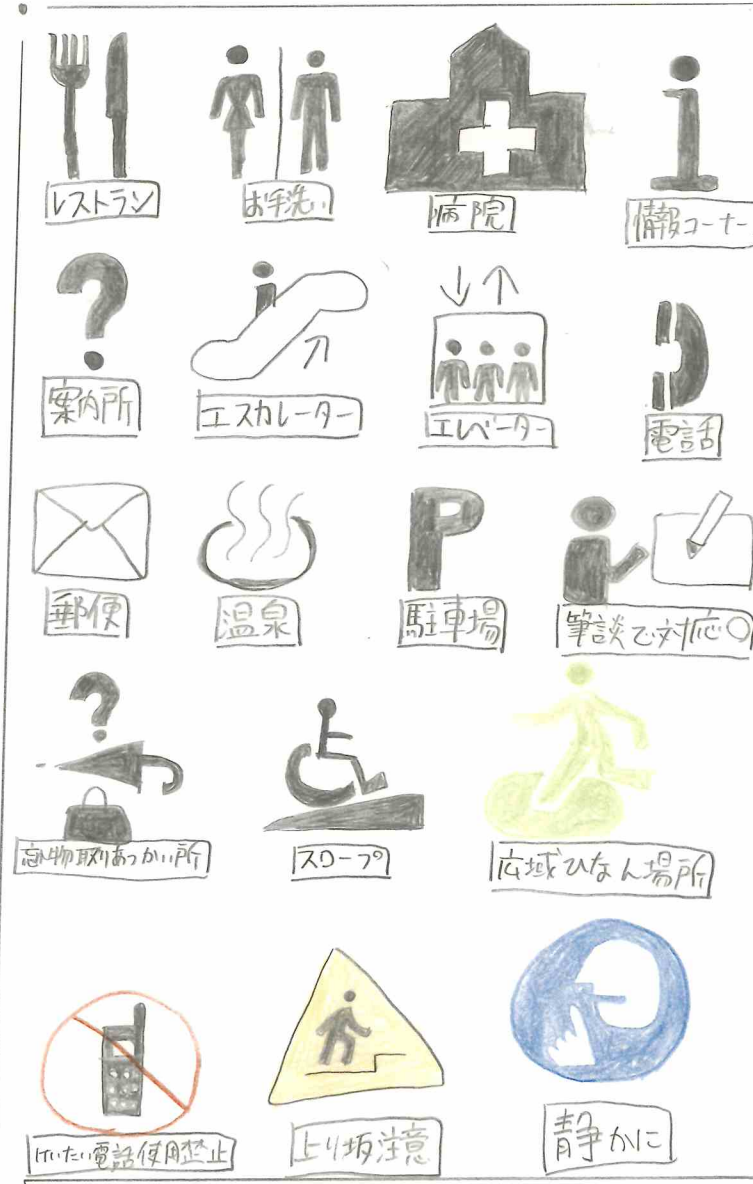 レストラン
お手洗い
病院
情報コーナー
案内所
エスカレーター
エレベーター
電話
郵便
温泉
駐車場
筆談で対応○
忘れ物取りあつかい所
スロープ
広域ひなん場所
けいたい電話使用禁止
上り坂注意
静かに